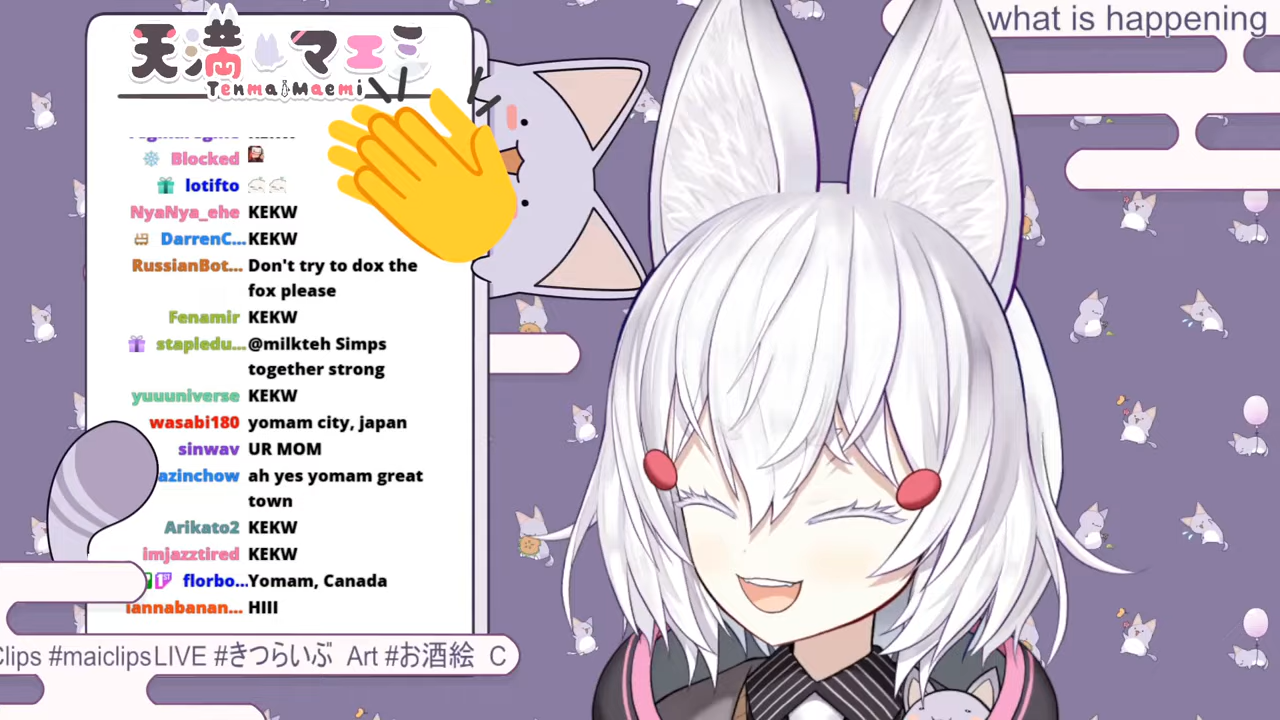 天満マエミ
Tenma Maemi
what is happening
Blocked
lotifto
NyaNya_ehe KEKW
DarrenC... KEKW
RussianBot... Don't try to dox the
fox please
Fenamir KEKW
stapledu... @milkteh Simps
together strong
yuuuniverse KEKW
wasabi180 yomam city, japan
sinwav UR MOM
azinchow ah yes yomam great
town
Arikato2 KEKW
imjazztired KEKW
florbo... Yomam, Canada
iannabanan... HIII
Clips #maiclipsLIVE #きつらいぶ Art #お酒絵 C